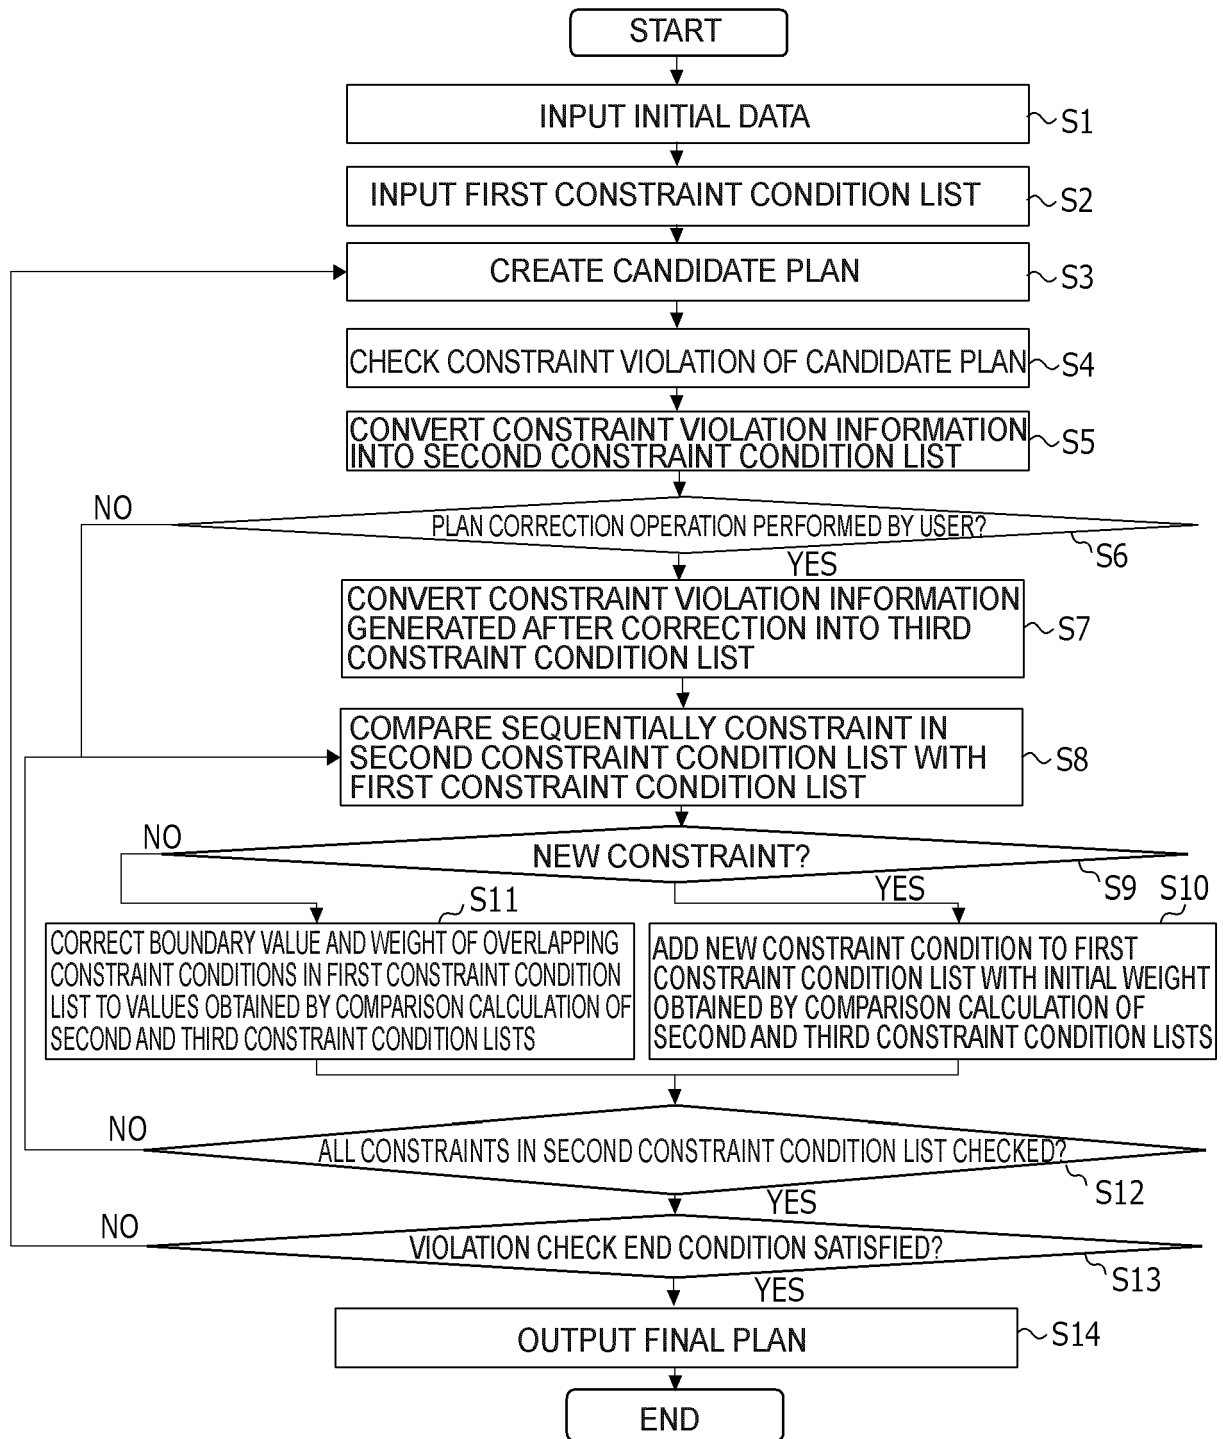 START
INPUT INITIAL DATA
S1
INPUT FIRST CONSTRAINT CONDITION LIST
S2
CREATE CANDIDATE PLAN
S3
CHECK CONSTRAINT VIOLATION OF CANDIDATE PLAN
S4
CONVERT CONSTRAINT VIOLATION INFORMATION
INTO SECOND CONSTRAINT CONDITION LIST
S5
NO
PLAN CORRECTION OPERATION PERFORMED BY USER?
S6
YES
CONVERT CONSTRAINT VIOLATION INFORMATION
GENERATED AFTER CORRECTION INTO THIRD
CONSTRAINT CONDITION LIST
S7
COMPARE SEQUENTIALLY CONSTRAINT IN
SECOND CONSTRAINT CONDITION LIST WITH
FIRST CONSTRAINT CONDITION LIST
S8
NO
NEW CONSTRAINT?
S9
YES
S11
CORRECT BOUNDARY VALUE AND WEIGHT OF OVERLAPPING
CONSTRAINT CONDITIONS IN FIRST CONSTRAINT CONDITION
LIST TO VALUES OBTAINED BY COMPARISON CALCULATION OF
SECOND AND THIRD CONSTRAINT CONDITION LISTS
S10
ADD NEW CONSTRAINT CONDITION TO FIRST
CONSTRAINT CONDITION LIST WITH INITIAL WEIGHT
OBTAINED BY COMPARISON CALCULATION OF
SECOND AND THIRD CONSTRAINT CONDITION LISTS
NO
ALL CONSTRAINTS IN SECOND CONSTRAINT CONDITION LIST CHECKED?
S12
YES
NO
VIOLATION CHECK END CONDITION SATISFIED?
S13
YES
OUTPUT FINAL PLAN
S14
END